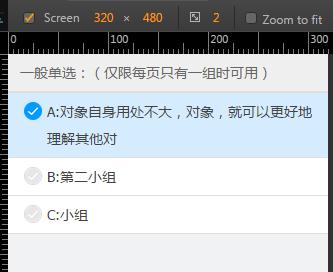 Screen 320 × 480 2 Zoom to fit
0 100 200 300
一般单选：（仅限每页只有一组时可用）
A:对象自身用处不大，对象，就可以更好地
理解其他对
B:第二小组
C:小组